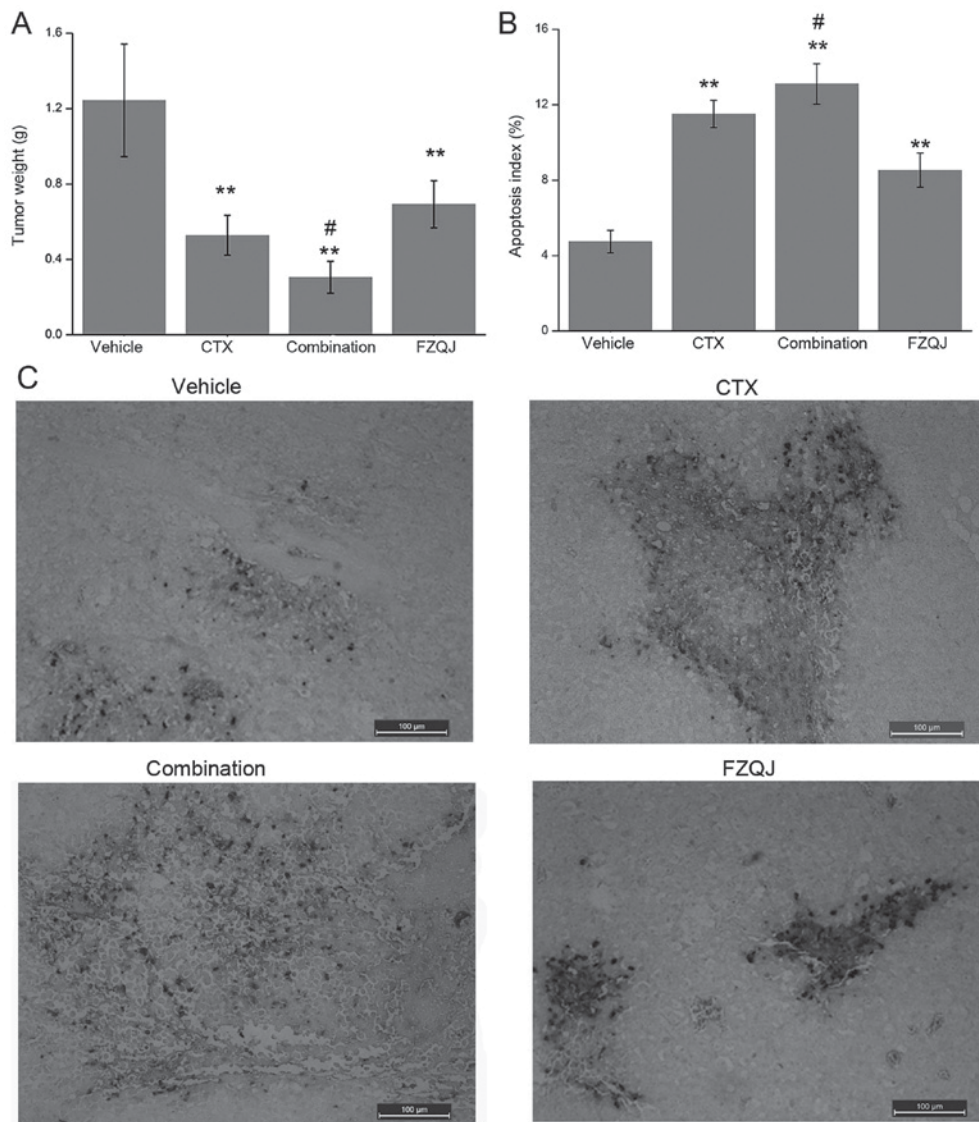 A
B
Tumor weight (g)
1.6
1.2
0.8
0.4
0.0
**
#
**
**
Vehicle CTX Combination FZQJ
Apoptosis index (%)
16
12
8
4
0
**
#
**
**
Vehicle CTX Combination FZQJ
C
Vehicle
CTX
100 µm
100 µm
Combination
FZQJ
100 µm
100 µm